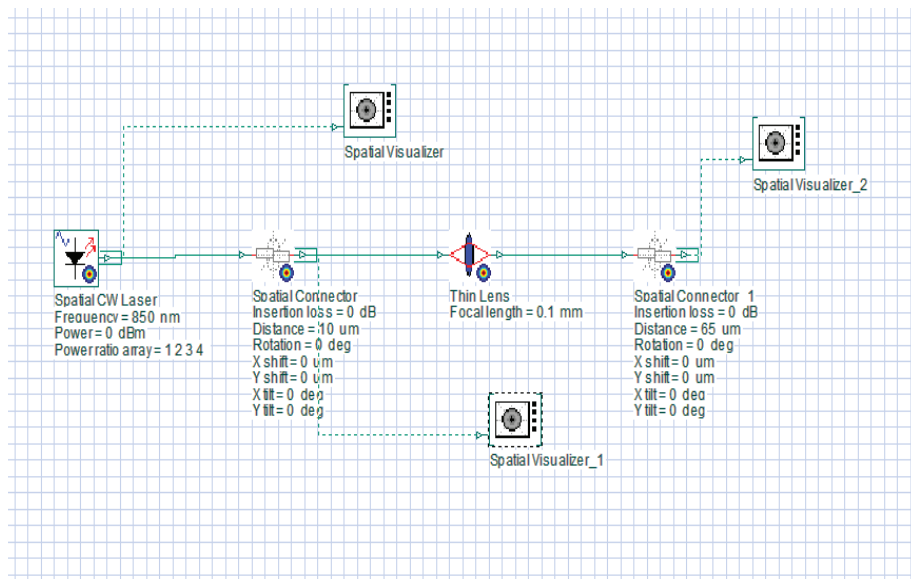 Spatial Visualizer
Spatial Visualizer_2
Spatial CW Laser
Frequency = 850 nm
Power = 0 dBm
Power ratio array = 1 2 3 4
Spatial Connector
Insertion loss = 0 dB
Distance = 10 um
Rotation = 0 deg
X shift = 0 um
Y shift = 0 um
X tilt = 0 deg
Y tilt = 0 deg
Thin Lens
Focal length = 0.1 mm
Spatial Connector_1
Insertion loss = 0 dB
Distance = 65 um
Rotation = 0 deg
X shift = 0 um
Y shift = 0 um
X tilt = 0 deg
Y tilt = 0 deg
Spatial Visualizer_1